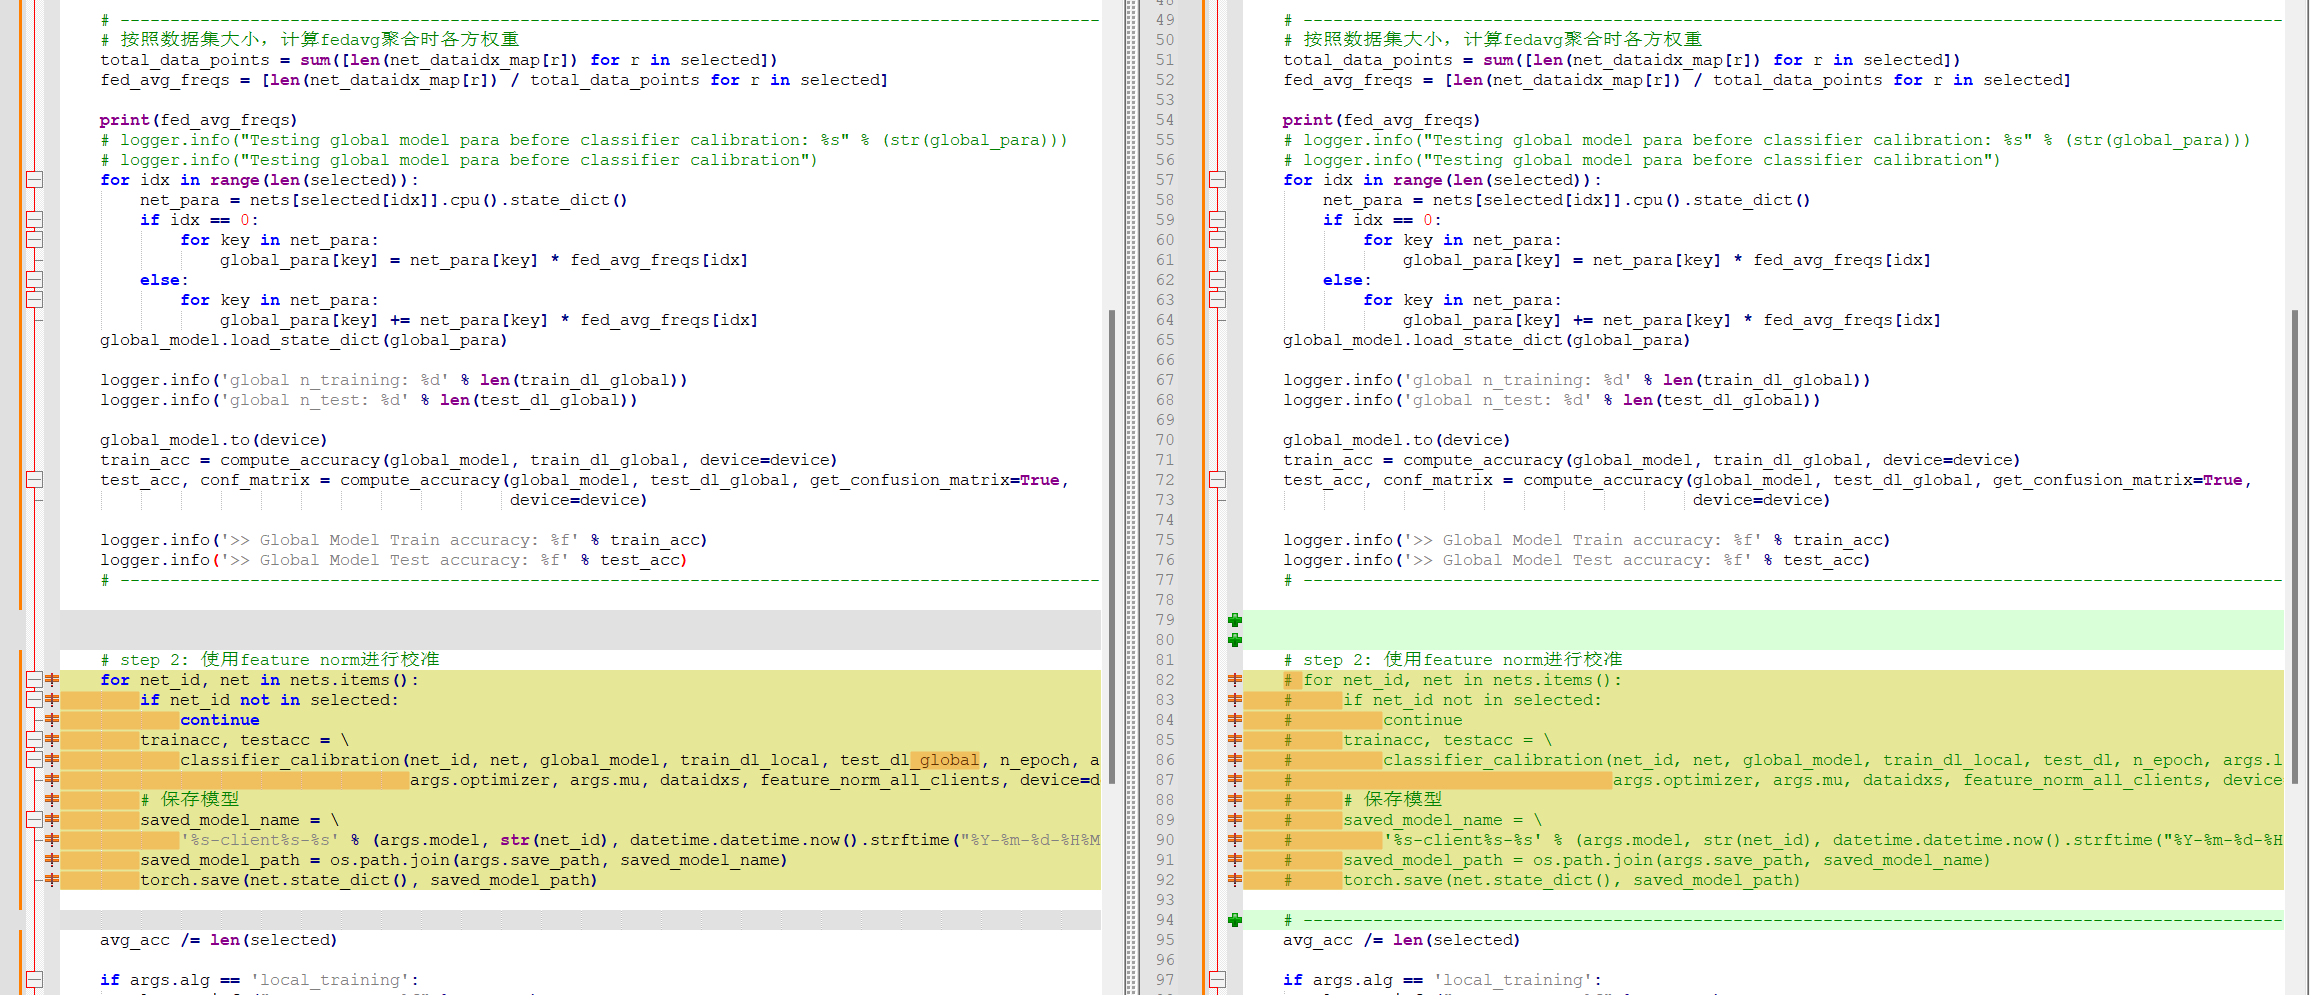 # --------------------------------------------------------------------------------------------------
# 按照数据集大小，计算fedavg聚合时各方权重
total_data_points = sum([len(net_dataidx_map[r]) for r in selected])
fed_avg_freqs = [len(net_dataidx_map[r]) / total_data_points for r in selected]
print(fed_avg_freqs)
# logger.info("Testing global model para before classifier calibration: %s" % (str(global_para)))
# logger.info("Testing global model para before classifier calibration")
for idx in range(len(selected)):
    net_para = nets[selected[idx]].cpu().state_dict()
    if idx == 0:
        for key in net_para:
            global_para[key] = net_para[key] * fed_avg_freqs[idx]
    else:
        for key in net_para:
            global_para[key] += net_para[key] * fed_avg_freqs[idx]
global_model.load_state_dict(global_para)
logger.info('global n_training: %d' % len(train_dl_global))
logger.info('global n_test: %d' % len(test_dl_global))
global_model.to(device)
train_acc = compute_accuracy(global_model, train_dl_global, device=device)
test_acc, conf_matrix = compute_accuracy(global_model, test_dl_global, get_confusion_matrix=True,
                                         device=device)
logger.info('>> Global Model Train accuracy: %f' % train_acc)
logger.info('>> Global Model Test accuracy: %f' % test_acc)
# --------------------------------------------------------------------------------------------------
# step 2: 使用feature norm进行校准
for net_id, net in nets.items():
    if net_id not in selected:
        continue
    trainacc, testacc = \
        classifier_calibration(net_id, net, global_model, train_dl_local, test_dl_global, n_epoch, a
                               args.optimizer, args.mu, dataidxs, feature_norm_all_clients, device=d
    # 保存模型
    saved_model_name = \
        '%s-client%s-%s' % (args.model, str(net_id), datetime.datetime.now().strftime("%Y-%m-%d-%H%M
    saved_model_path = os.path.join(args.save_path, saved_model_name)
    torch.save(net.state_dict(), saved_model_path)
avg_acc /= len(selected)
if args.alg == 'local_training':
49 # --------------------------------------------------------------------------------------------------
50 # 按照数据集大小，计算fedavg聚合时各方权重
51 total_data_points = sum([len(net_dataidx_map[r]) for r in selected])
52 fed_avg_freqs = [len(net_dataidx_map[r]) / total_data_points for r in selected]
53
54 print(fed_avg_freqs)
55 # logger.info("Testing global model para before classifier calibration: %s" % (str(global_para)))
56 # logger.info("Testing global model para before classifier calibration")
57 for idx in range(len(selected)):
58     net_para = nets[selected[idx]].cpu().state_dict()
59     if idx == 0:
60         for key in net_para:
61             global_para[key] = net_para[key] * fed_avg_freqs[idx]
62     else:
63         for key in net_para:
64             global_para[key] += net_para[key] * fed_avg_freqs[idx]
65 global_model.load_state_dict(global_para)
66
67 logger.info('global n_training: %d' % len(train_dl_global))
68 logger.info('global n_test: %d' % len(test_dl_global))
69
70 global_model.to(device)
71 train_acc = compute_accuracy(global_model, train_dl_global, device=device)
72 test_acc, conf_matrix = compute_accuracy(global_model, test_dl_global, get_confusion_matrix=True,
73                                          device=device)
74
75 logger.info('>> Global Model Train accuracy: %f' % train_acc)
76 logger.info('>> Global Model Test accuracy: %f' % test_acc)
77 # --------------------------------------------------------------------------------------------------
78
79
80
81 # step 2: 使用feature norm进行校准
82 # for net_id, net in nets.items():
83 #     if net_id not in selected:
84 #         continue
85 #     trainacc, testacc = \
86 #         classifier_calibration(net_id, net, global_model, train_dl_local, test_dl, n_epoch, args.l
87 #                                args.optimizer, args.mu, dataidxs, feature_norm_all_clients, device
88 #     # 保存模型
89 #     saved_model_name = \
90 #         '%s-client%s-%s' % (args.model, str(net_id), datetime.datetime.now().strftime("%Y-%m-%d-%H
91 #     saved_model_path = os.path.join(args.save_path, saved_model_name)
92 #     torch.save(net.state_dict(), saved_model_path)
93
94 # --------------------------------------------------------------------------------------------------
95 avg_acc /= len(selected)
96
97 if args.alg == 'local_training':